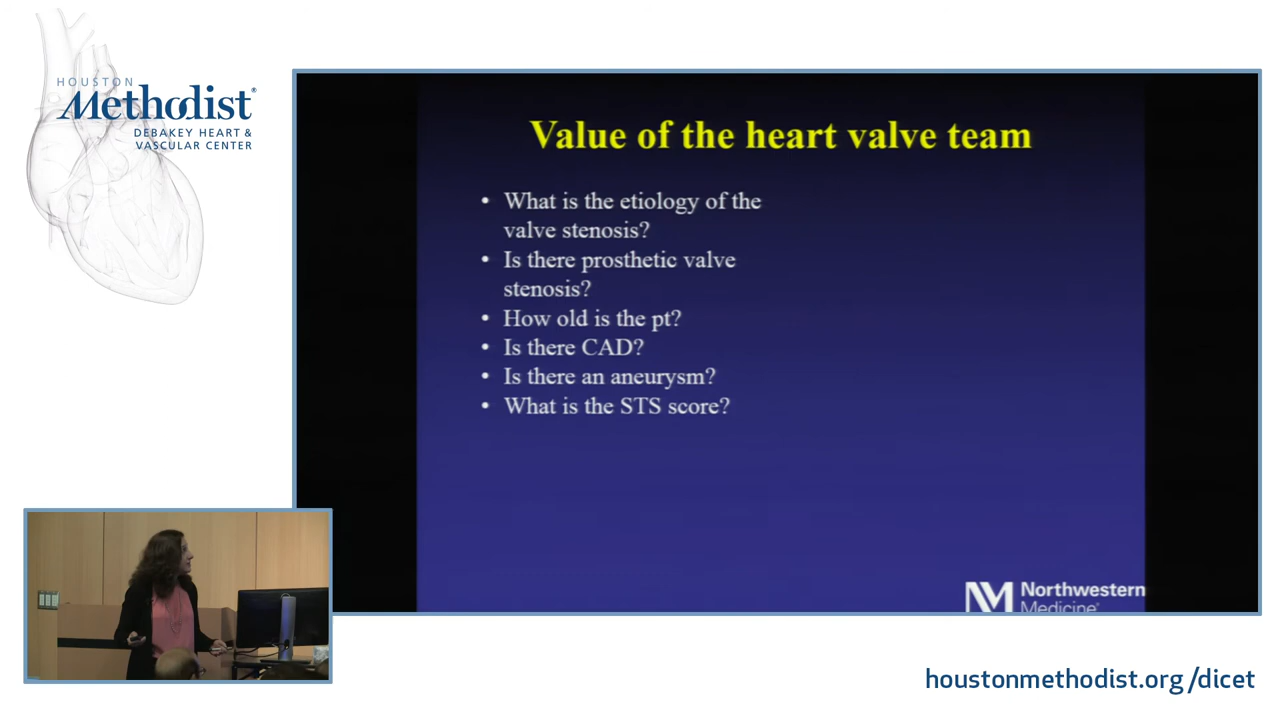 HOUSTON
Methodist®
DEBAKEY HEART &
VASCULAR CENTER
Value of the heart valve team
• What is the etiology of the
valve stenosis?
• Is there prosthetic valve
stenosis?
• How old is the pt?
• Is there CAD?
• Is there an aneurysm?
• What is the STS score?
NM Northwestern
Medicine®
houstonmethodist.org/dicet